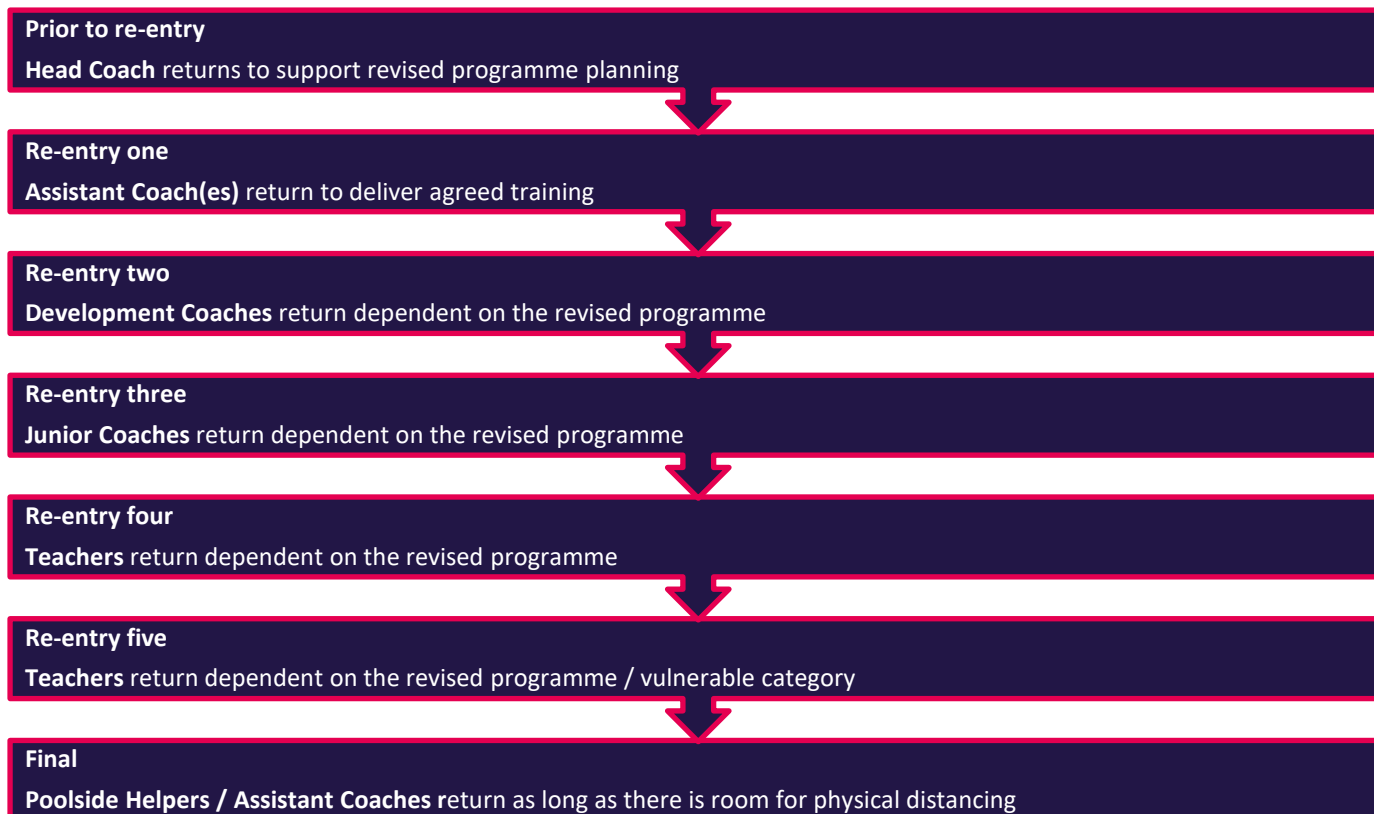 Prior to re-entry
Head Coach returns to support revised programme planning
Re-entry one
Assistant Coach(es) return to deliver agreed training
Re-entry two
Development Coaches return dependent on the revised programme
Re-entry three
Junior Coaches return dependent on the revised programme
Re-entry four
Teachers return dependent on the revised programme
Re-entry five
Teachers return dependent on the revised programme / vulnerable category
Final
Poolside Helpers / Assistant Coaches return as long as there is room for physical distancing